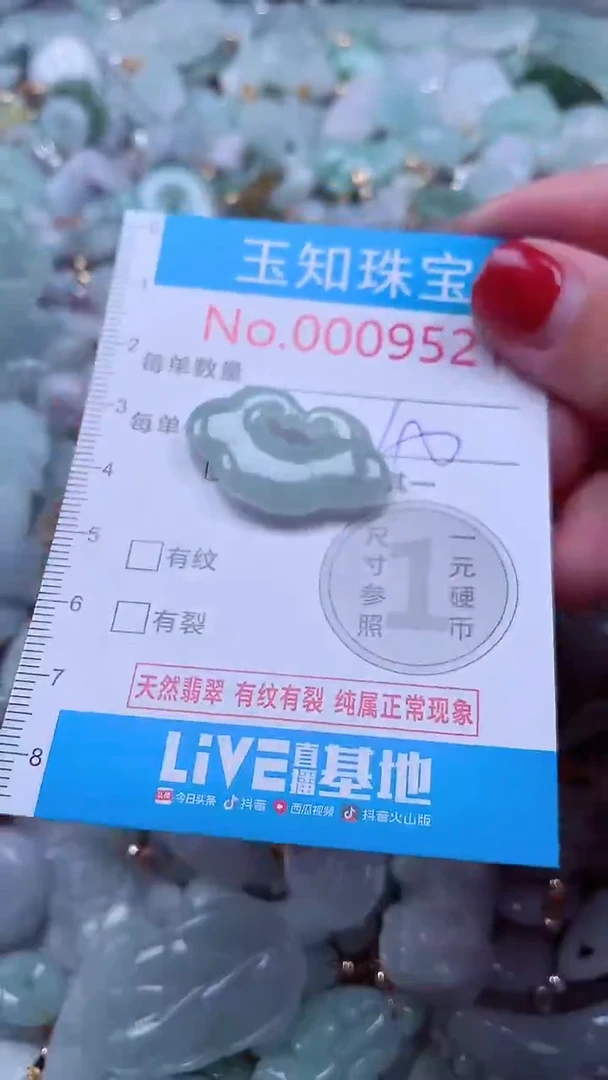 玉知珠宝
No.000952
每单数量
每单
其一
有纹
有裂
尺寸参照
1
一元硬币
天然翡翠 有纹有裂 纯属正常现象
LiVE直播基地
今日头条 抖音 西瓜视频 抖音火山版
1
2
3
4
5
6
7
8